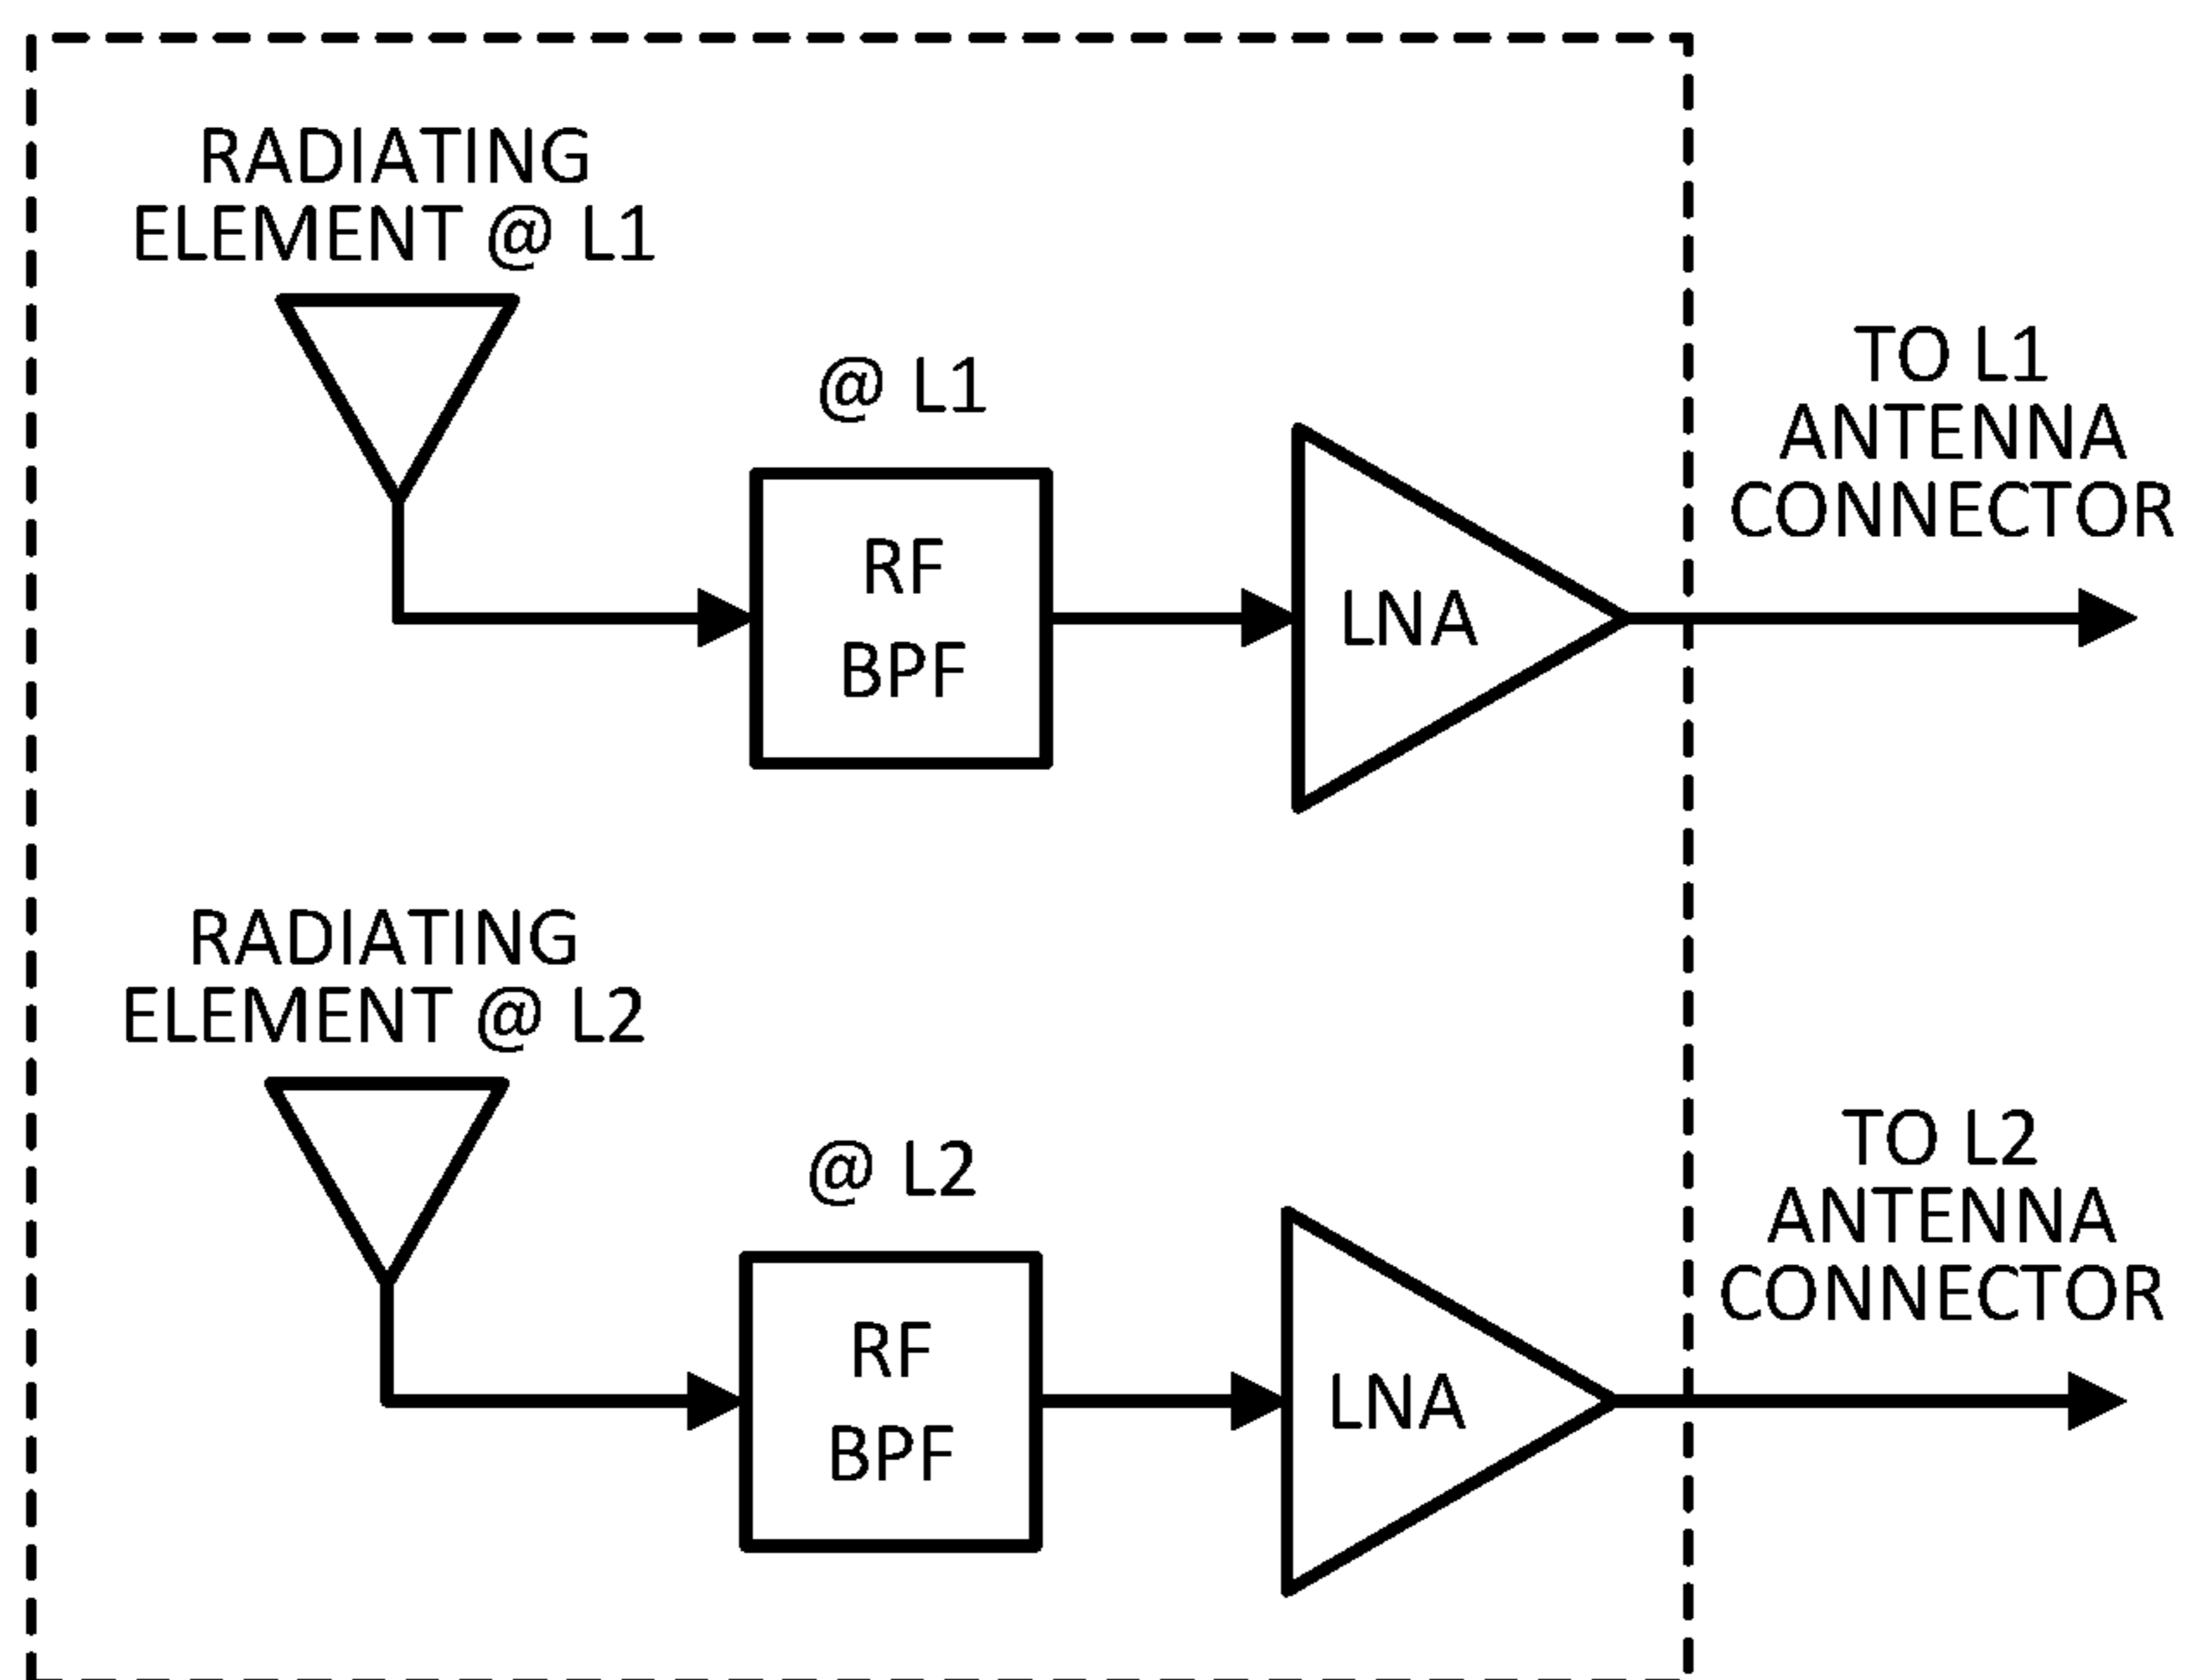 RADIATING
ELEMENT @ L1
@ L1
RF
BPF
LNA
TO L1
ANTENNA
CONNECTOR
RADIATING
ELEMENT @ L2
@ L2
RF
BPF
LNA
TO L2
ANTENNA
CONNECTOR